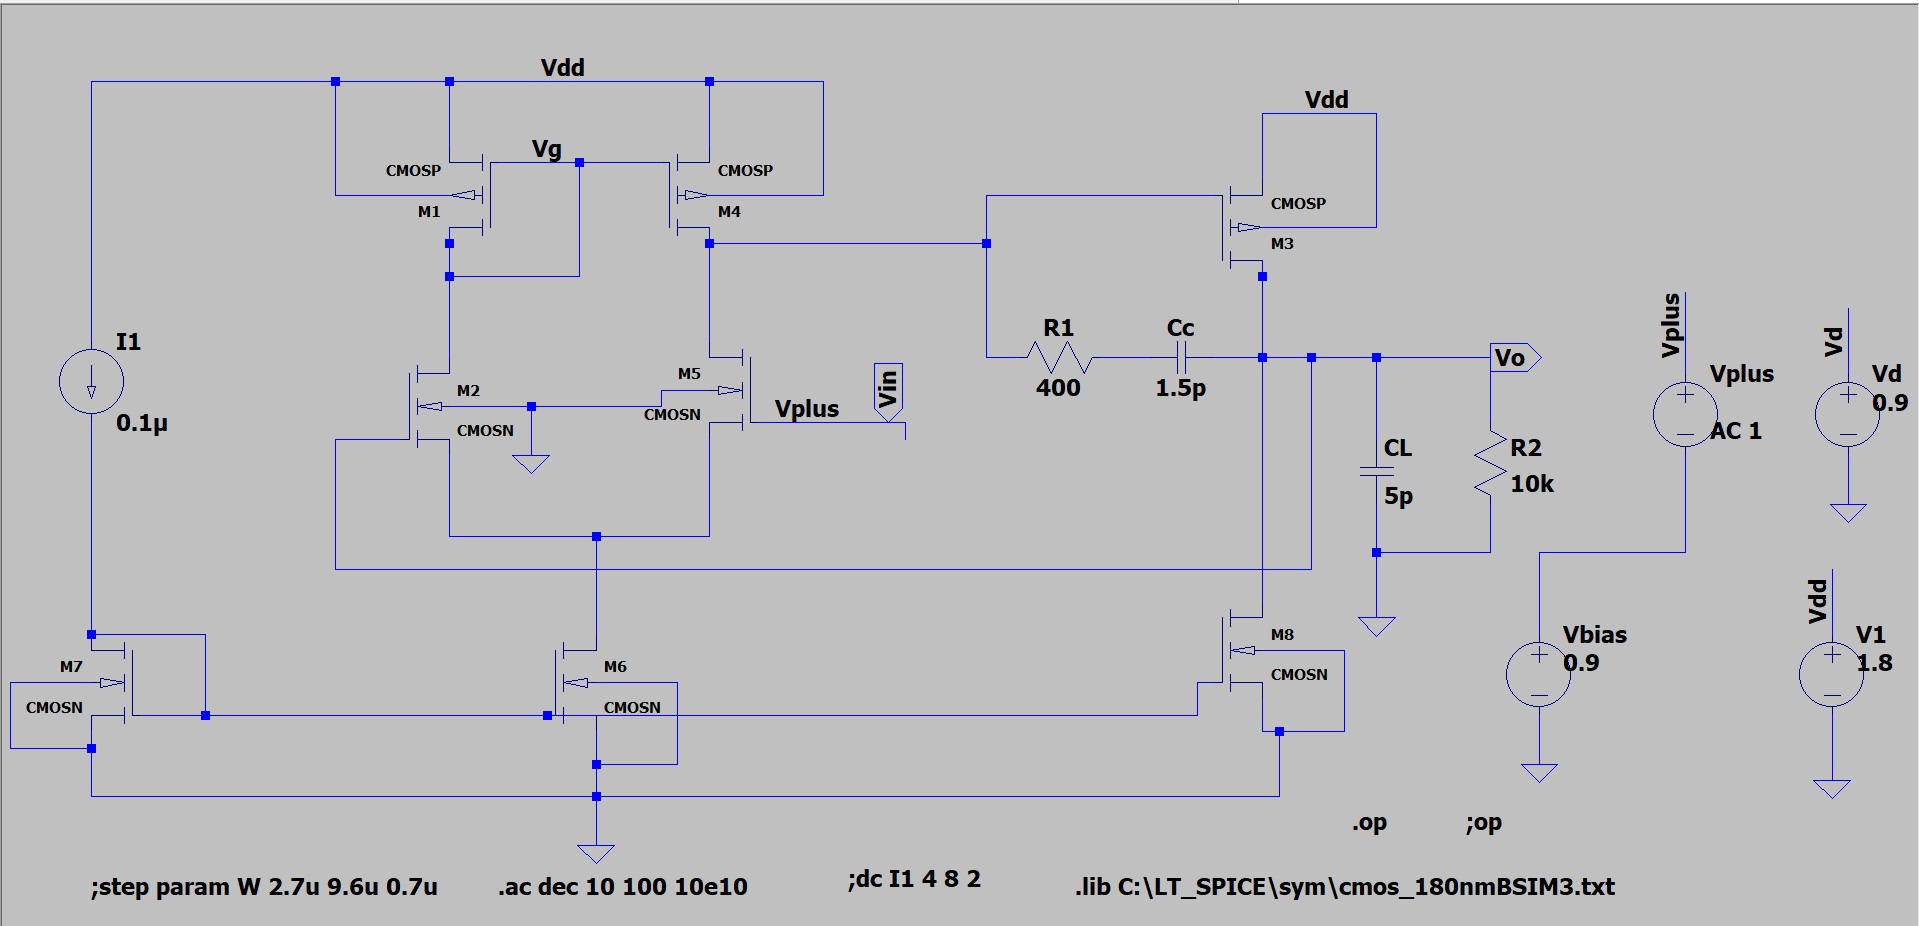 Vdd
Vdd
Vg
CMOSP
CMOSP
M1
M4
CMOSP
M3
I1
0.1µ
R1
400
Cc
1.5p
Vo
M2
CMOSN
M5
CMOSN
Vplus
Vin
CL
5p
R2
10k
Vplus
Vplus
AC 1
Vd
Vd
0.9
M7
CMOSN
M6
CMOSN
M8
CMOSN
Vbias
0.9
Vdd
V1
1.8
.op
;op
;step param W 2.7u 9.6u 0.7u
.ac dec 10 100 10e10
;dc I1 4 8 2
.lib C:\LT_SPICE\sym\cmos_180nmBSIM3.txt